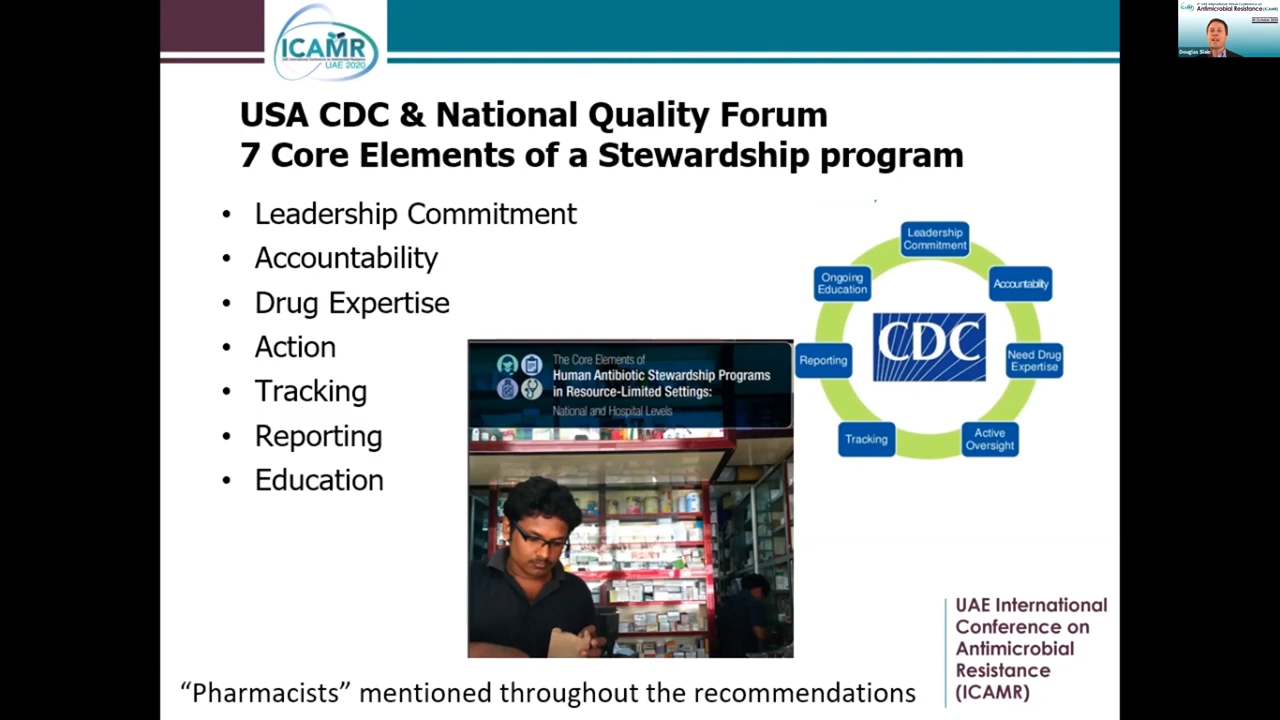 ICAMR
UAE 2020
USA CDC & National Quality Forum
7 Core Elements of a Stewardship program
• Leadership Commitment
• Accountability
• Drug Expertise
• Action
• Tracking
• Reporting
• Education
The Core Elements of
Human Antibiotic Stewardship Programs
in Resource-Limited Settings:
National and Hospital Levels
Leadership
Commitment
Accountability
Need Drug
Expertise
Active
Oversight
Tracking
Reporting
Ongoing
Education
CDC
"Pharmacists" mentioned throughout the recommendations
UAE International
Conference on
Antimicrobial
Resistance
(ICAMR)
Antimicrobial Resistance (ICAMR)
Douglas